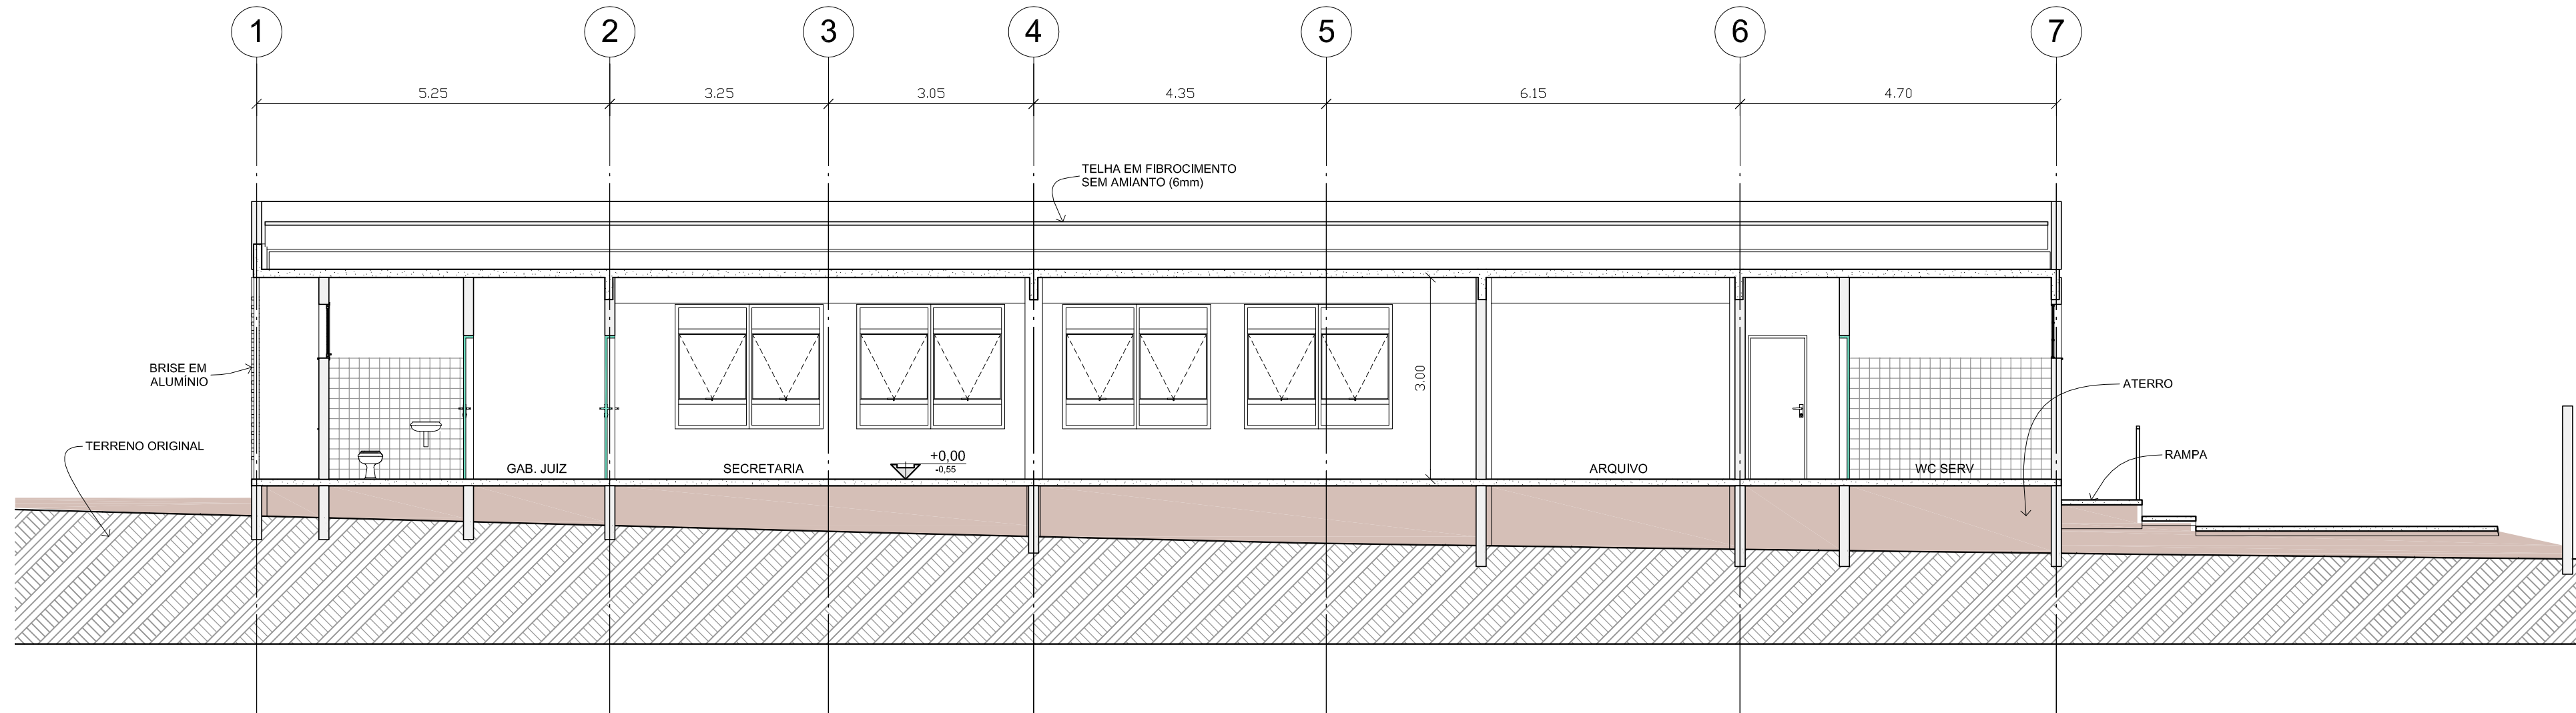 1 2 3 4 5 6 7
5.25 3.25 3.05 4.35 6.15 4.70
TELHA EM FIBROCIMENTO
SEM AMIANTO (6mm)
BRISE EM
ALUMÍNIO
3.00
ATERRO
TERRENO ORIGINAL
RAMPA
+0,00
-0,55
GAB. JUIZ
SECRETARIA
ARQUIVO
WC SERV